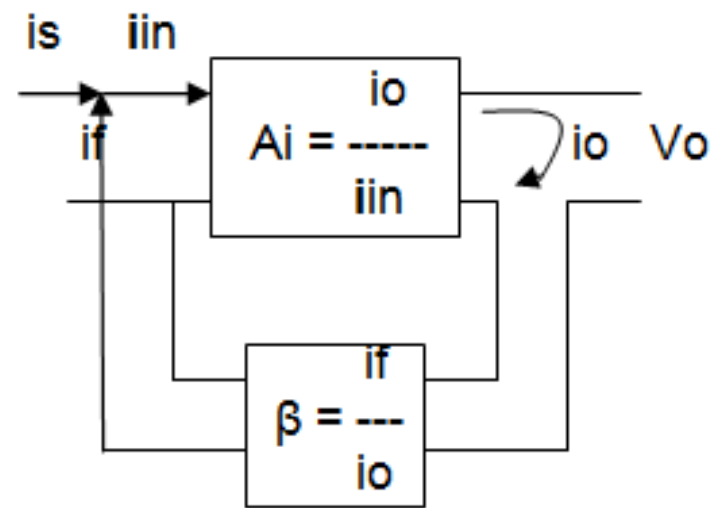 is iin
io
if Ai = ----- io Vo
iin
if
β = ---
io